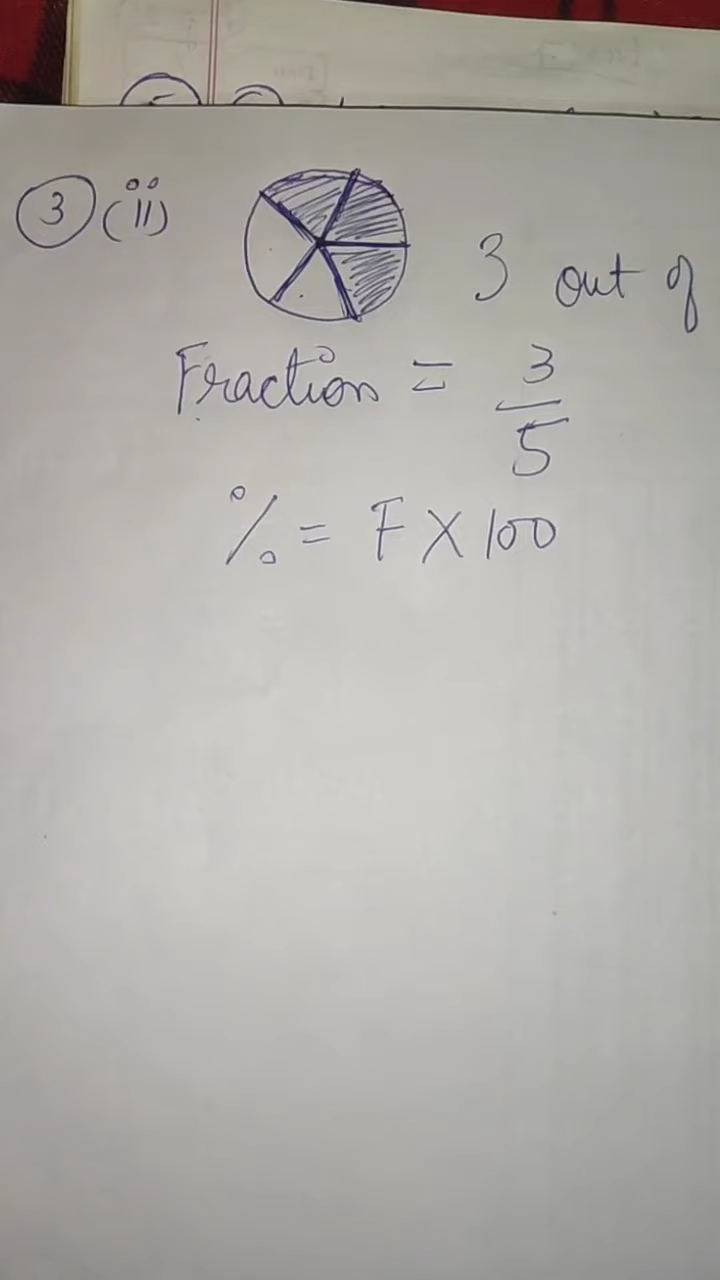 3 (ii) 3 out of
Fraction = 3/5
% = F X 100